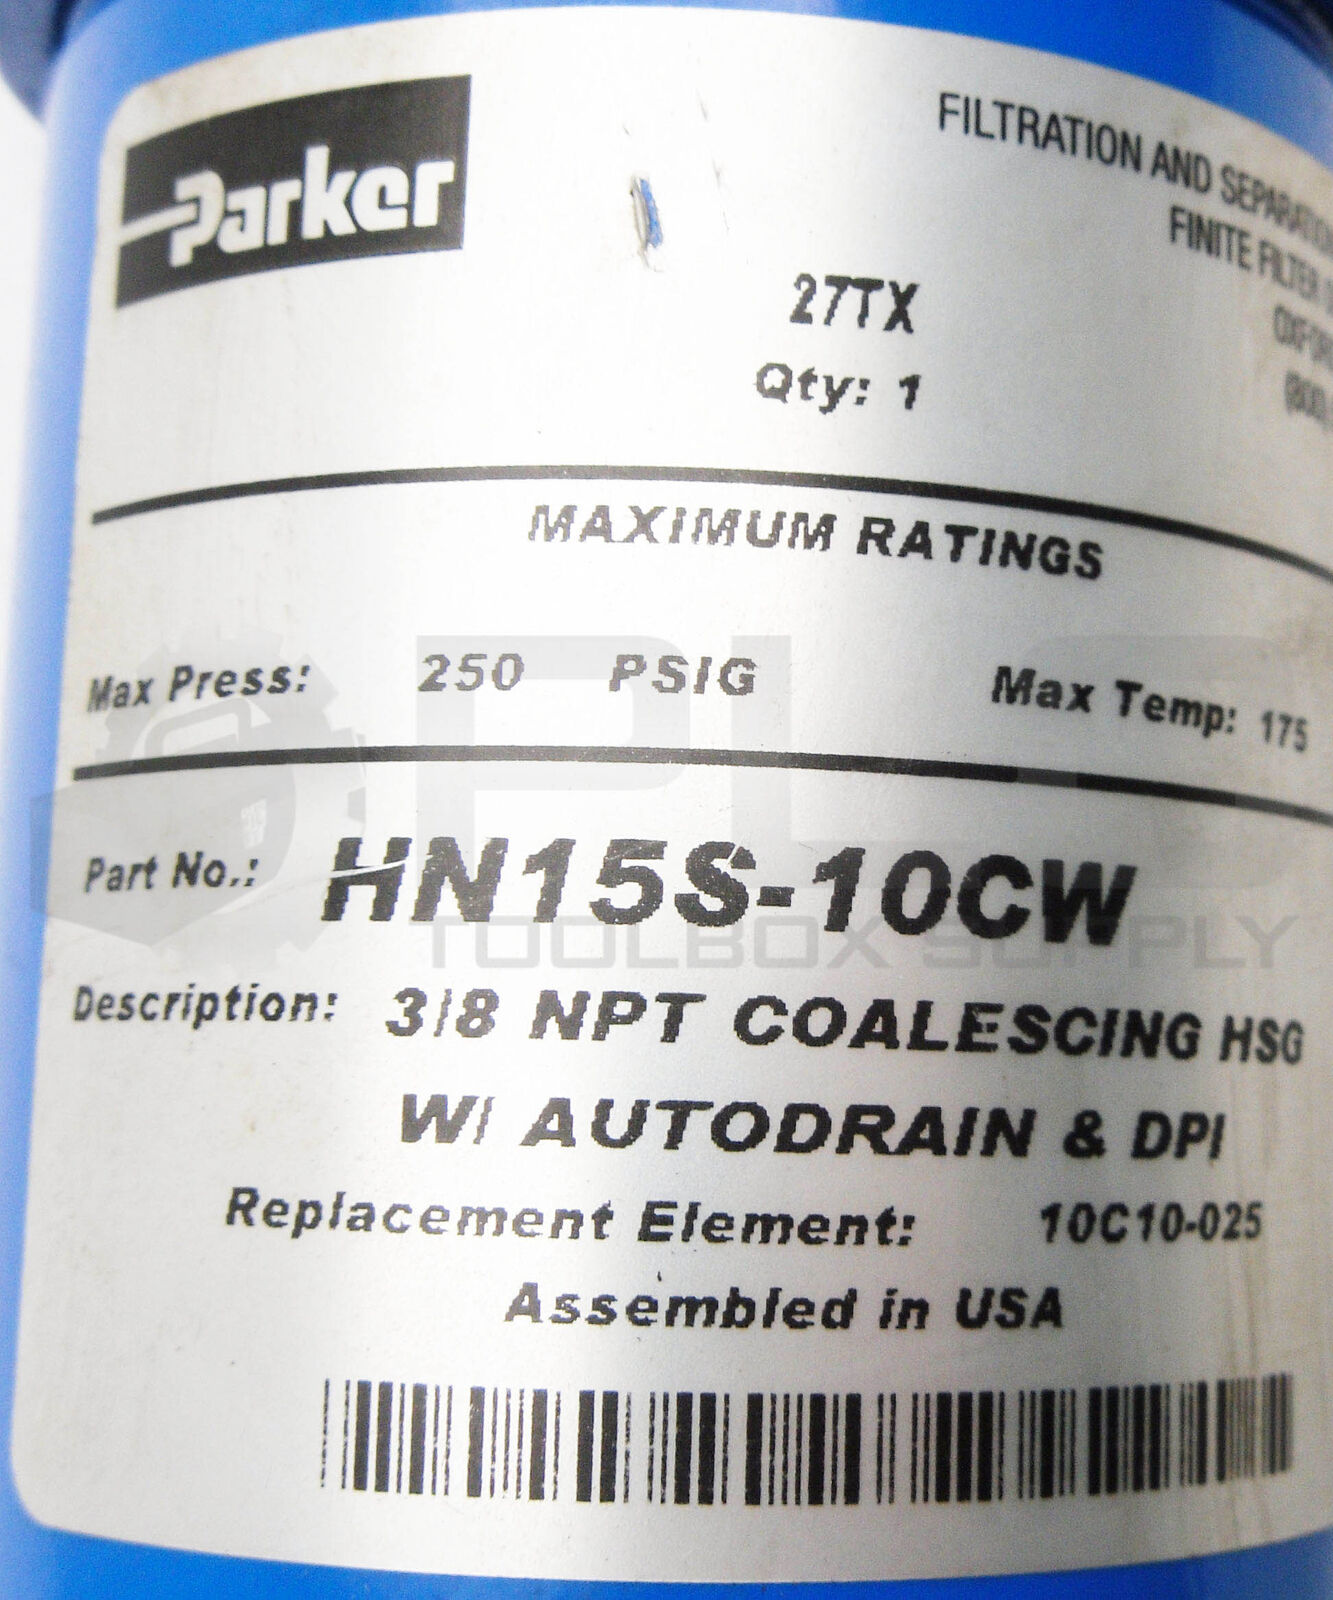 Parker
FILTRATION AND SEPARATION
FINITE FILTER
27TX
Qty: 1
MAXIMUM RATINGS
Max Press: 250 PSIG Max Temp: 175
Part No.: HN15S-10CW
Description: 3/8 NPT COALESCING HSG
W/ AUTODRAIN & DPI
Replacement Element: 10C10-025
Assembled in USA
PLC
TOOLBOX SUPPLY